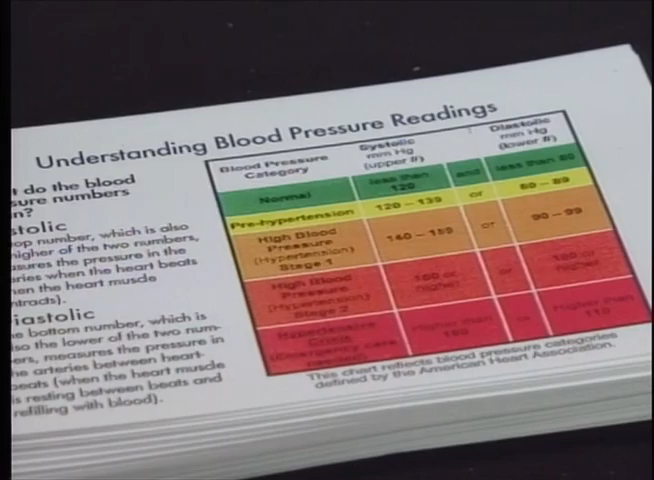 Understanding Blood Pressure Readings
t do the blood
sure numbers
n?
stolic
op number, which is also
igher of the two numbers,
sures the pressure in the
ries when the heart beats
en the heart muscle
ntracts).
iastolic
e bottom number, which is
so the lower of the two num-
ers, measures the pressure in
he arteries between heart-
beats (when the heart muscle
is resting between beats and
refilling with blood).
Blood Pressure
Category
Systolic
mm Hg
(upper #)
Diastolic
mm Hg
(lower #)
Normal
less than
120
and
less than 80
Pre-hypertension
120 – 139
or
80 – 89
High Blood
Pressure
(Hypertension)
Stage 1
140 – 159
or
90 – 99
High Blood
Pressure
(Hypertension)
Stage 2
160 or
higher
or
100 or
higher
Hypertensive
Crisis
(Emergency care
needed)
Higher than
180
or
Higher than
110
This chart reflects blood pressure categories
defined by the American Heart Association.